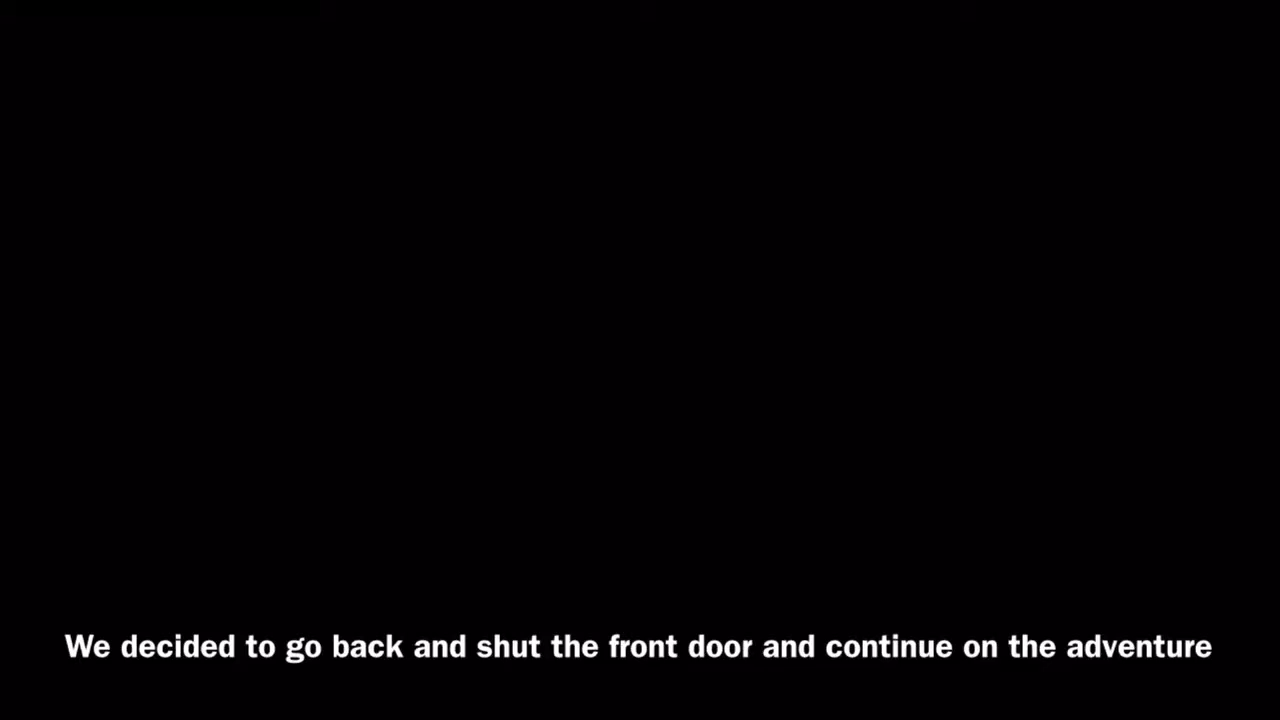 We decided to go back and shut the front door and continue on the adventure